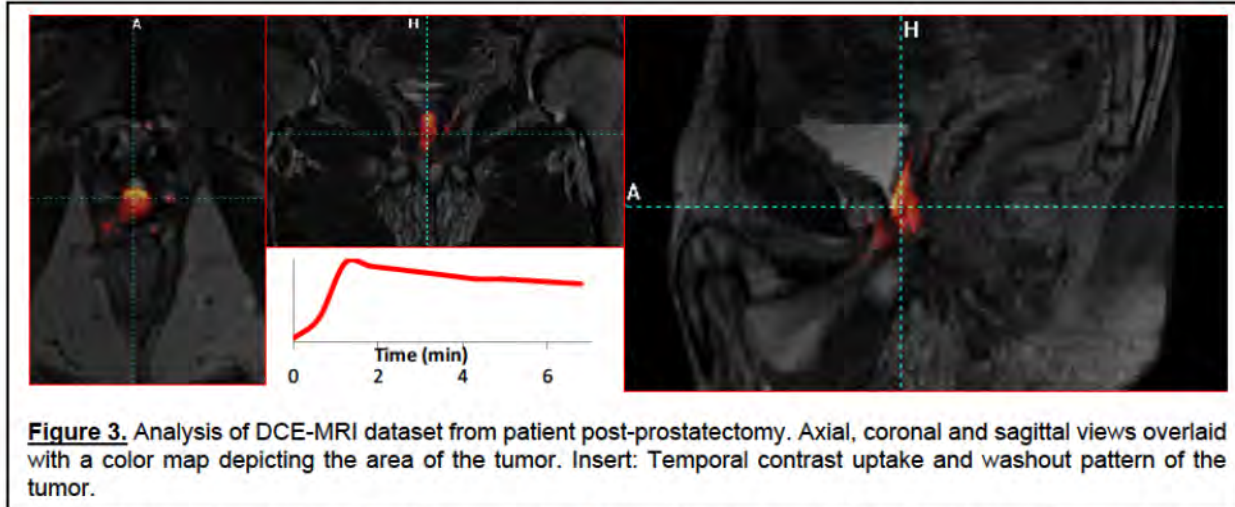 A
H
H
A
Time (min)
0 2 4 6
Figure 3. Analysis of DCE-MRI dataset from patient post-prostatectomy. Axial, coronal and sagittal views overlaid
with a color map depicting the area of the tumor. Insert: Temporal contrast uptake and washout pattern of the
tumor.